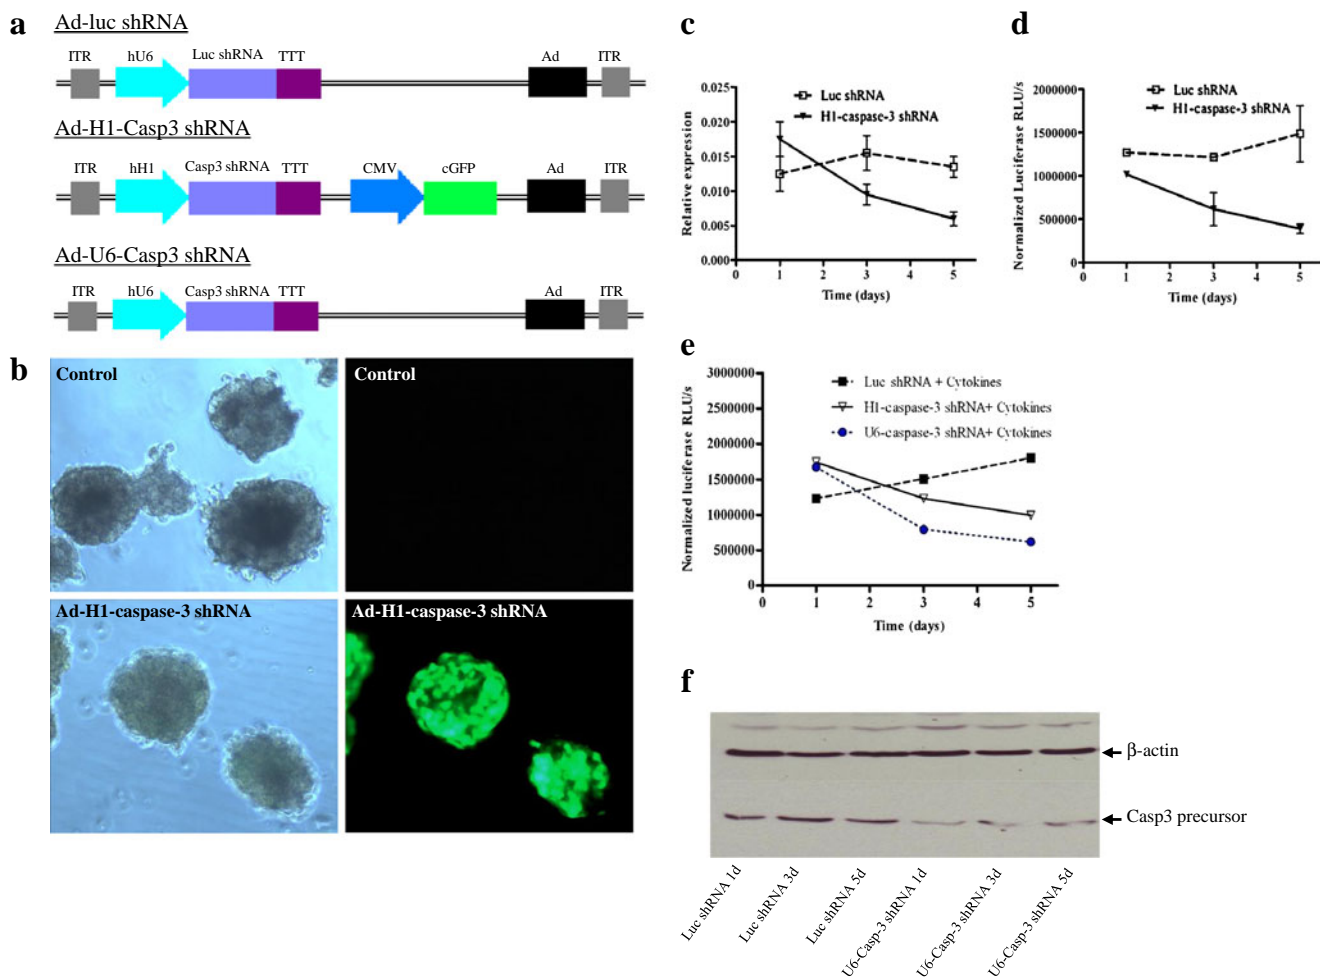 a
Ad-luc shRNA
ITR hU6 Luc shRNA TTT Ad ITR
Ad-H1-Casp3 shRNA
ITR hH1 Casp3 shRNA TTT CMV cGFP Ad ITR
Ad-U6-Casp3 shRNA
ITR hU6 Casp3 shRNA TTT Ad ITR
b
Control
Control
Ad-H1-caspase-3 shRNA
Ad-H1-caspase-3 shRNA
c
Relative expression
0.025
0.020
0.015
0.010
0.005
0.000
0 1 2 3 4 5
Time (days)
Luc shRNA
H1-caspase-3 shRNA
d
Normalized Luciferase RLU/s
2000000
1500000
1000000
500000
0
0 1 2 3 4 5
Time (days)
Luc shRNA
H1-caspase-3 shRNA
e
Normalized luciferase RLU/s
3000000
2500000
2000000
1500000
1000000
500000
0
0 1 2 3 4 5
Time (days)
Luc shRNA + Cytokines
H1-caspase-3 shRNA+ Cytokines
U6-caspase-3 shRNA+ Cytokines
f
β-actin
Casp3 precursor
Luc shRNA 1d
Luc shRNA 3d
Luc shRNA 5d
U6-Casp-3 shRNA 1d
U6-Casp-3 shRNA 3d
U6-Casp-3 shRNA 5d